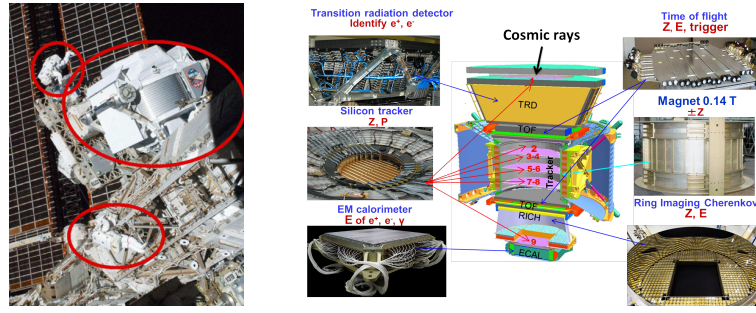 Transition radiation detector
Identify e⁺, e⁻
Cosmic rays
Time of flight
Z, E, trigger
TRD
Silicon tracker
Z, P
TOF
Magnet 0.14 T
±Z
2
3-4
5-6
7-8
Tracker
TOF
RICH
EM calorimeter
E of e⁺, e⁻, γ
Ring Imaging Cherenkov
Z, E
9
ECAL